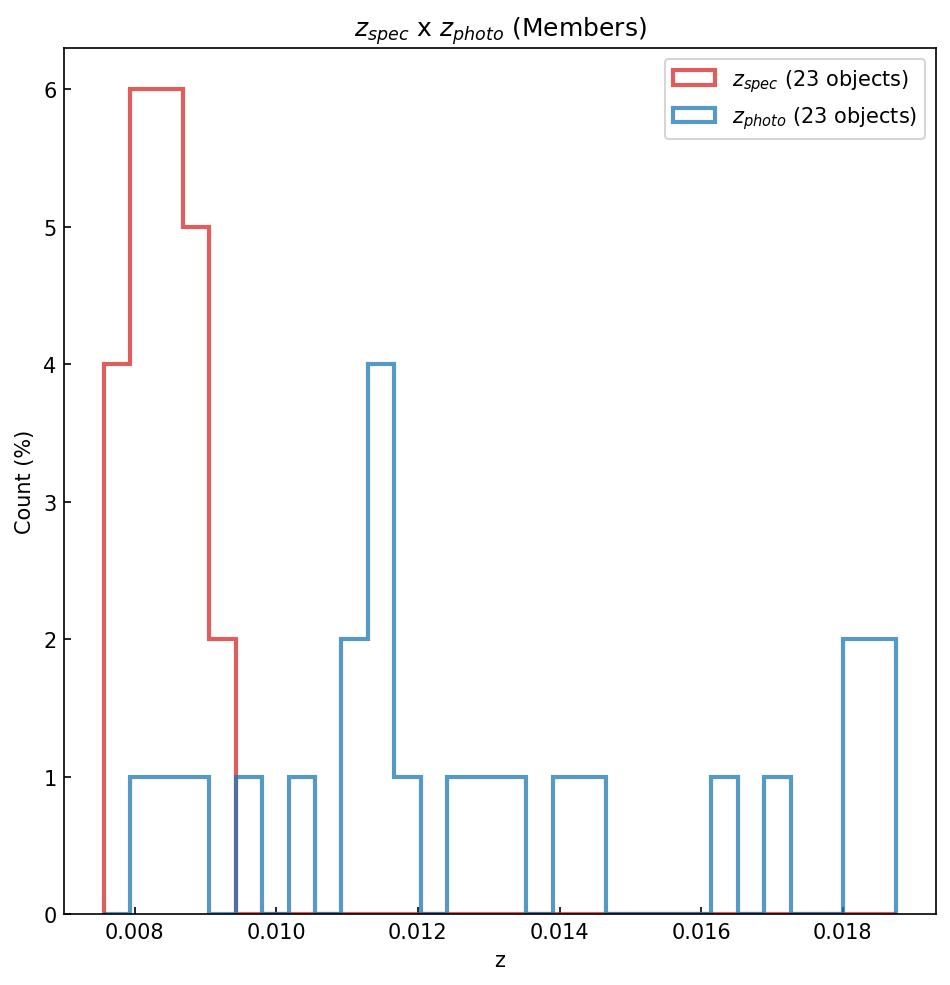 z_spec x z_photo (Members)
z_spec (23 objects)
z_photo (23 objects)
Count (%)
6
5
4
3
2
1
0
0.008 0.010 0.012 0.014 0.016 0.018
z